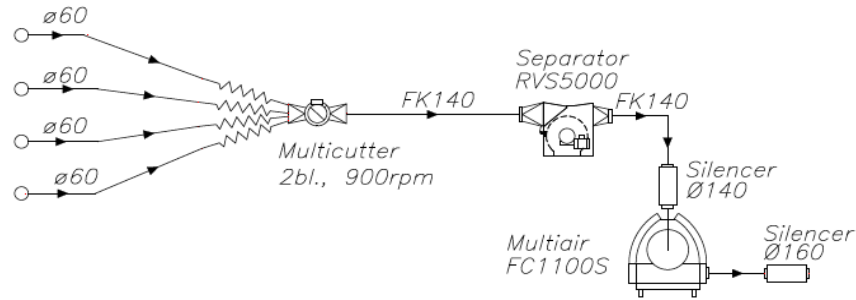 ø60
ø60
ø60
ø60
Multicutter
2bl., 900rpm
FK140
Separator
RVS5000
FK140
Silencer
Ø140
Multiair
FC1100S
Silencer
Ø160